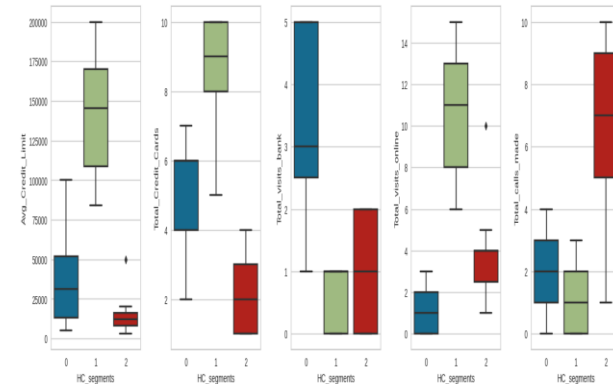 Avg_Credit_Limit
200000
175000
150000
125000
100000
75000
50000
25000
0
0 1 2
HC_segments
Total_Credit_Cards
10
8
6
4
2
0 1 2
HC_segments
Total_visits_bank
5
4
3
2
1
0
0 1 2
HC_segments
Total_visits_online
14
12
10
8
6
4
2
0
0 1 2
HC_segments
Total_calls_made
10
8
6
4
2
0
0 1 2
HC_segments